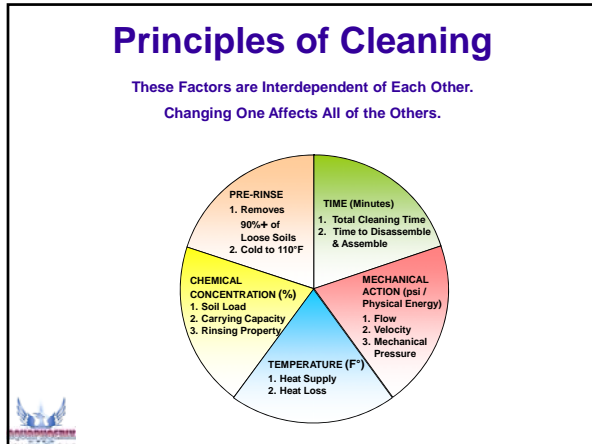 Principles of Cleaning
These Factors are Interdependent of Each Other.
Changing One Affects All of the Others.
PRE-RINSE
1. Removes
90%+ of
Loose Soils
2. Cold to 110°F
TIME (Minutes)
1. Total Cleaning Time
2. Time to Disassemble
& Assemble
CHEMICAL
CONCENTRATION (%)
1. Soil Load
2. Carrying Capacity
3. Rinsing Property
MECHANICAL
ACTION (psi /
Physical Energy)
1. Flow
2. Velocity
3. Mechanical
Pressure
TEMPERATURE (F°)
1. Heat Supply
2. Heat Loss
AQUAPHOENIX